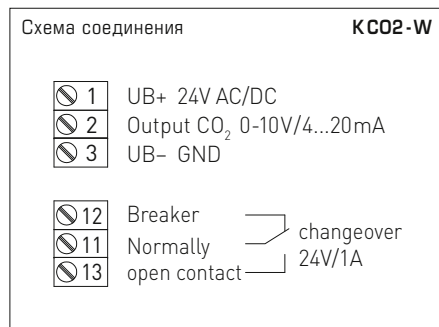 Схема соединения KCO2-W
1 UB+ 24V AC/DC
2 Output CO₂ 0-10V/4...20mA
3 UB– GND
12 Breaker
11 Normally
13 open contact
changeover
24V/1A